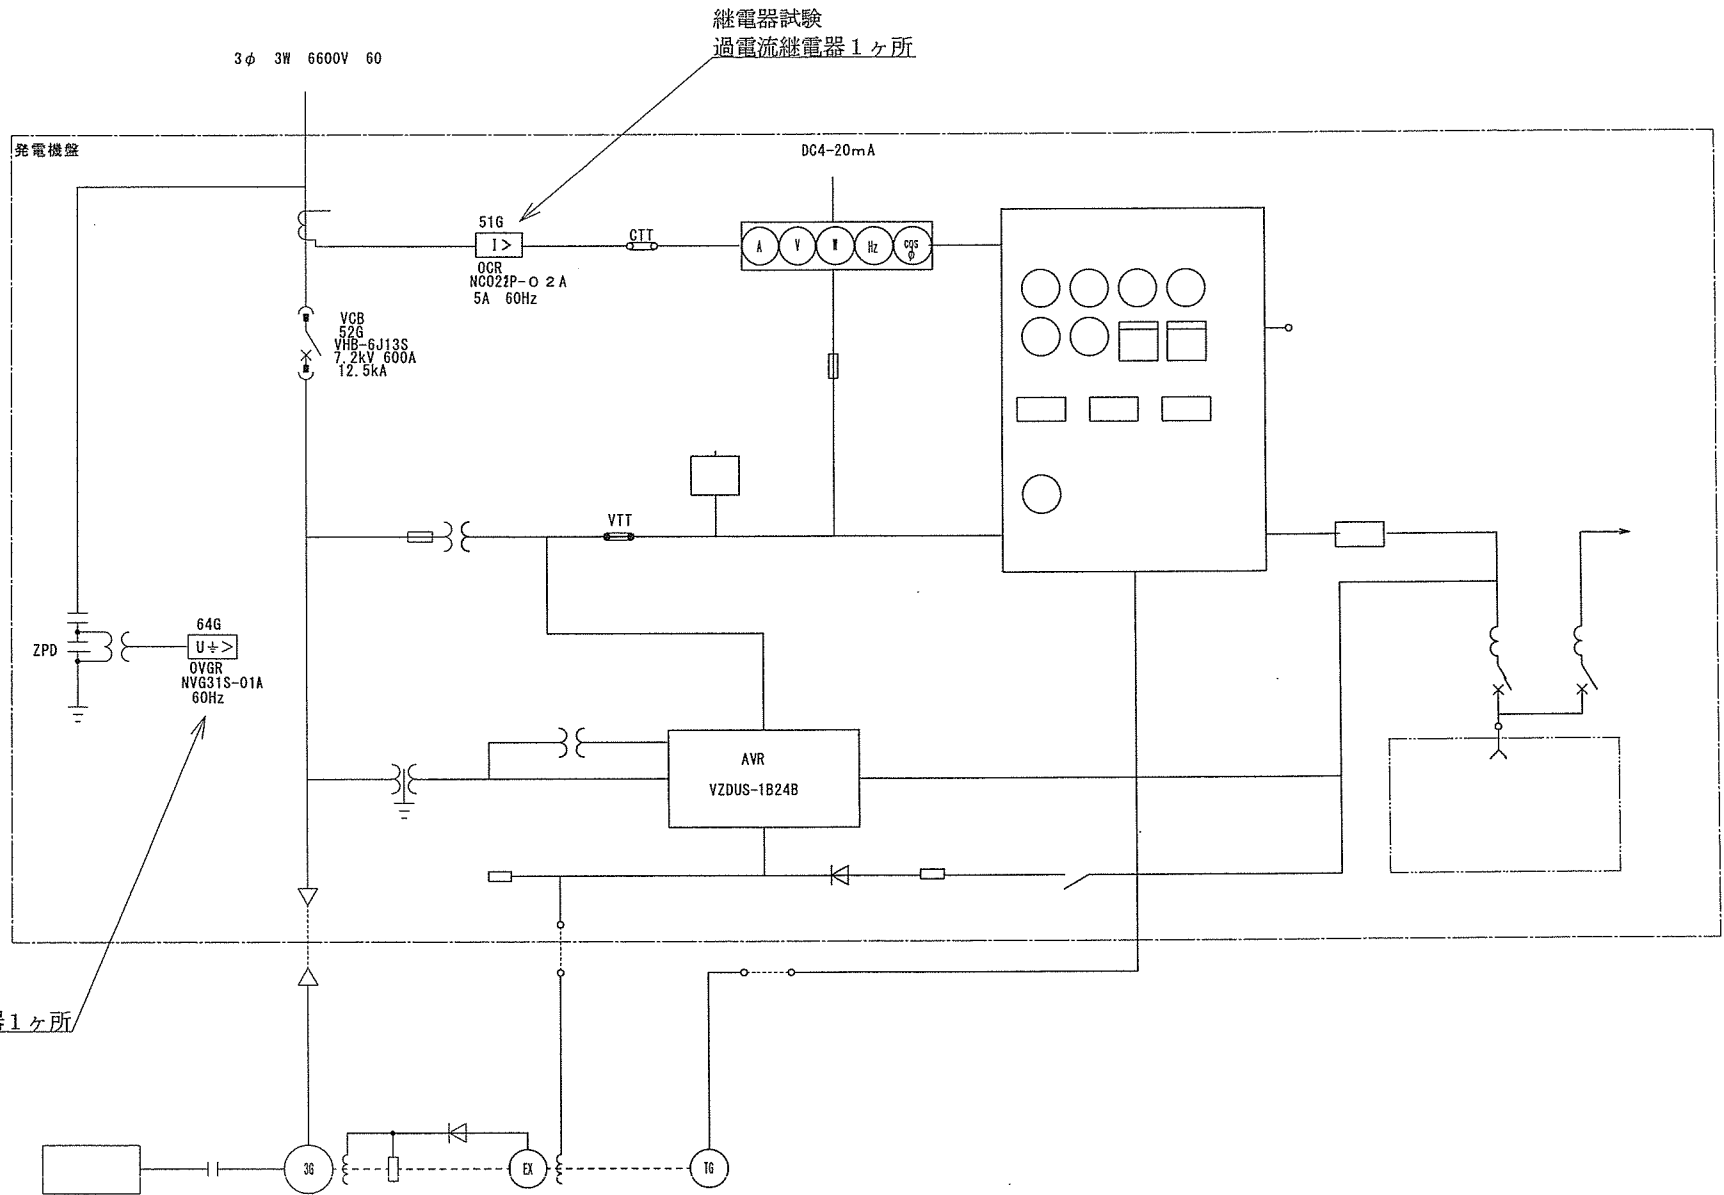 継電器試験
過電流継電器1ヶ所
3φ 3W 6600V 60
発電機盤
DC4-20mA
51G
I>
OCR
5A 60Hz
CTT
A V W Hz cosφ
VCB
52G
VHB-6J13S
7.2kV 600A
12.5kA
VTT
ZPD
64G
U⏚>
OVGR
NVG31S-01A
60Hz
AVR
VZDUS-1B24B
器1ヶ所
3G
EX
TG